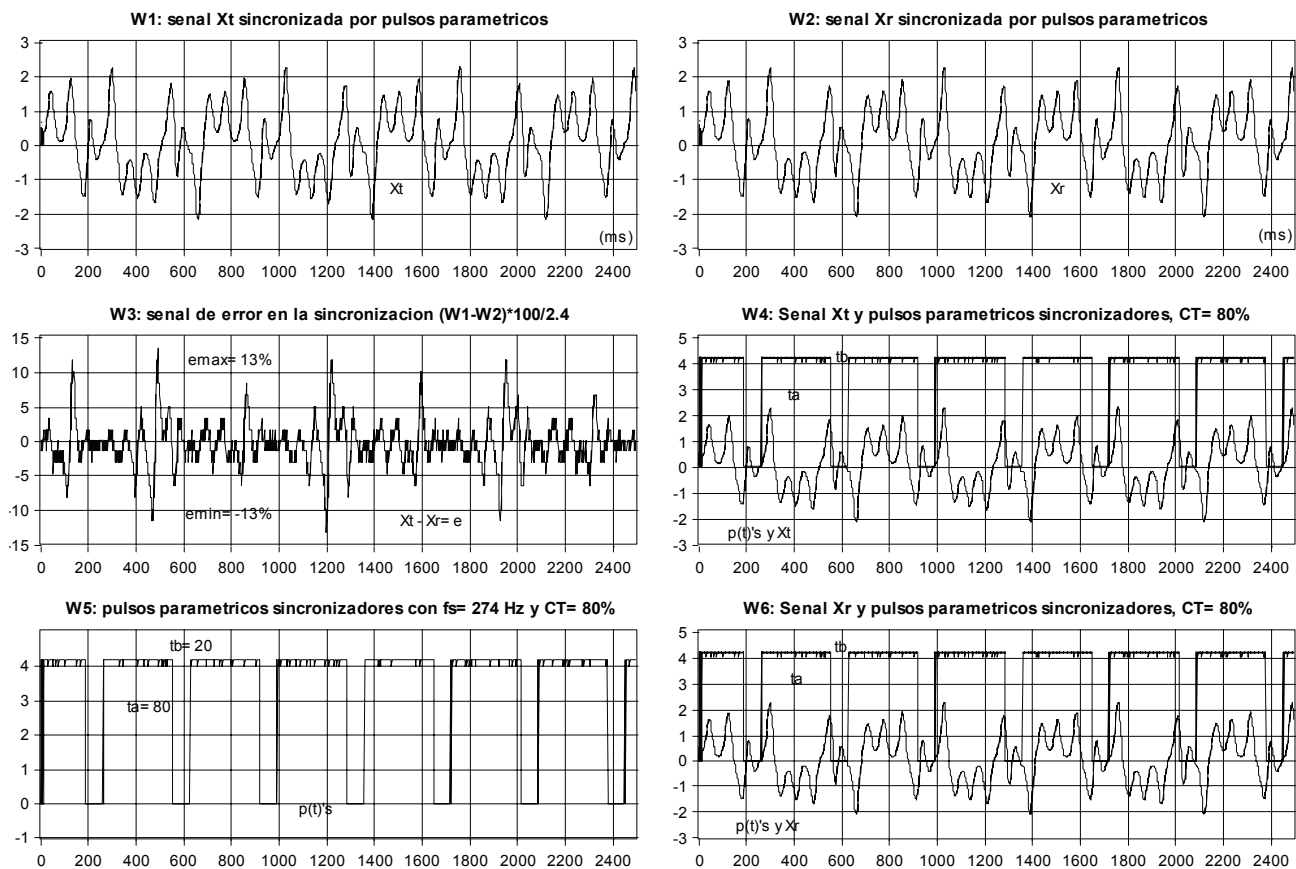 W1: senal Xt sincronizada por pulsos parametricos
3
2
1
0
-1
-2
-3
Xt
(ms)
0 200 400 600 800 1000 1200 1400 1600 1800 2000 2200 2400
W2: senal Xr sincronizada por pulsos parametricos
3
2
1
0
-1
-2
-3
Xr
(ms)
0 200 400 600 800 1000 1200 1400 1600 1800 2000 2200 2400
W3: senal de error en la sincronizacion (W1-W2)*100/2.4
15
10
5
0
-5
-10
-15
emax= 13%
emin= -13%
Xt - Xr= e
0 200 400 600 800 1000 1200 1400 1600 1800 2000 2200 2400
W4: Senal Xt y pulsos parametricos sincronizadores, CT= 80%
5
4
3
2
1
0
-1
-2
-3
tb
ta
p(t)'s y Xt
0 200 400 600 800 1000 1200 1400 1600 1800 2000 2200 2400
W5: pulsos parametricos sincronizadores con fs= 274 Hz y CT= 80%
4
3
2
1
0
-1
tb= 20
ta= 80
p(t)'s
0 200 400 600 800 1000 1200 1400 1600 1800 2000 2200 2400
W6: Senal Xr y pulsos parametricos sincronizadores, CT= 80%
5
4
3
2
1
0
-1
-2
-3
tb
ta
p(t)'s y Xr
0 200 400 600 800 1000 1200 1400 1600 1800 2000 2200 2400